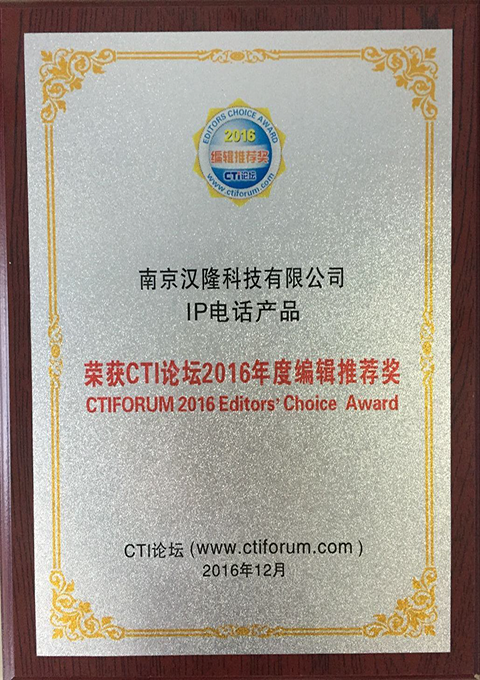 EDITORS CHOICE AWARD
2016
编辑推荐奖
CTi论坛
www.ctiforum.com
南京汉隆科技有限公司
IP电话产品
荣获CTI论坛2016年度编辑推荐奖
CTIFORUM 2016 Editors' Choice Award
CTI论坛 (www.ctiforum.com )
2016年12月